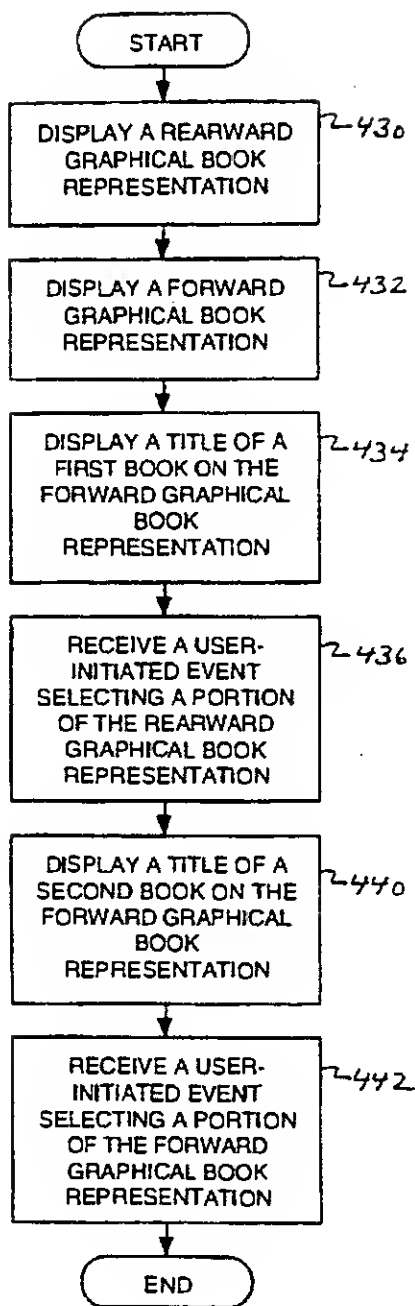 START
DISPLAY A REARWARD
GRAPHICAL BOOK
REPRESENTATION
430
DISPLAY A FORWARD
GRAPHICAL BOOK
REPRESENTATION
432
DISPLAY A TITLE OF A
FIRST BOOK ON THE
FORWARD GRAPHICAL
BOOK
REPRESENTATION
434
RECEIVE A USER-
INITIATED EVENT
SELECTING A PORTION
OF THE REARWARD
GRAPHICAL BOOK
REPRESENTATION
436
DISPLAY A TITLE OF A
SECOND BOOK ON THE
FORWARD GRAPHICAL
BOOK
REPRESENTATION
440
RECEIVE A USER-
INITIATED EVENT
SELECTING A PORTION
OF THE FORWARD
GRAPHICAL BOOK
REPRESENTATION
442
END